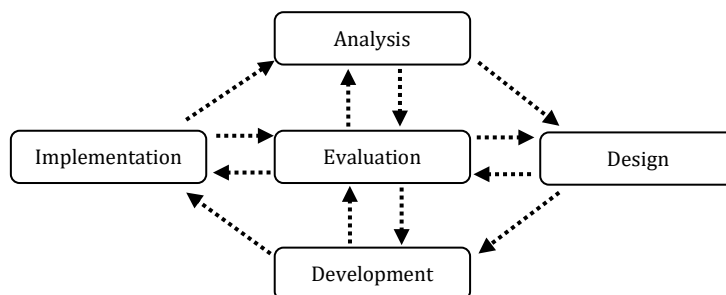 Analysis
Implementation
Evaluation
Design
Development